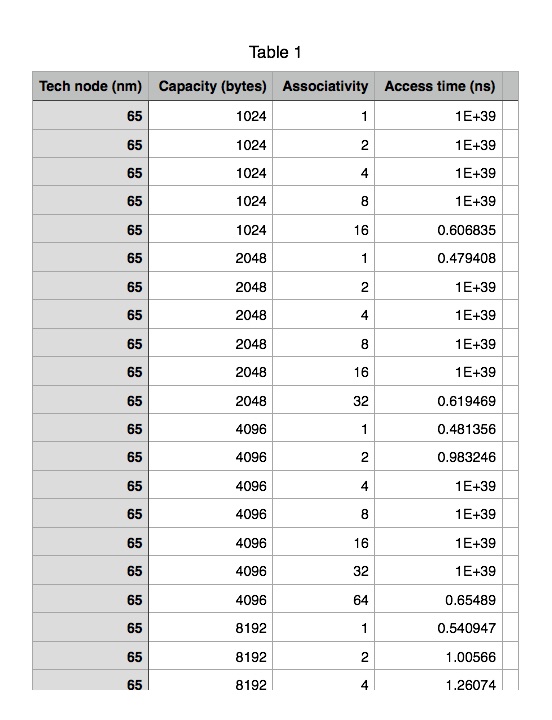 Table 1
Tech node (nm) Capacity (bytes) Associativity Access time (ns)
65 1024 1 1E+39
65 1024 2 1E+39
65 1024 4 1E+39
65 1024 8 1E+39
65 1024 16 0.606835
65 2048 1 0.479408
65 2048 2 1E+39
65 2048 4 1E+39
65 2048 8 1E+39
65 2048 16 1E+39
65 2048 32 0.619469
65 4096 1 0.481356
65 4096 2 0.983246
65 4096 4 1E+39
65 4096 8 1E+39
65 4096 16 1E+39
65 4096 32 1E+39
65 4096 64 0.65489
65 8192 1 0.540947
65 8192 2 1.00566
65 8192 4 1.26074